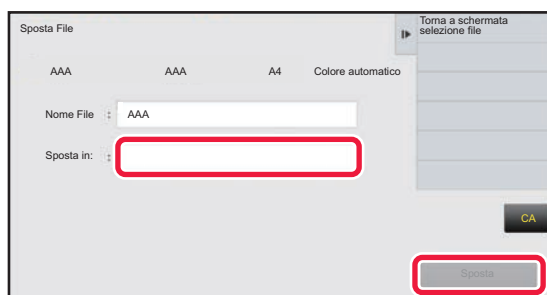 Sposta File
Torna a schermata
selezione file
AAA AAA A4 Colore automatico
Nome File : AAA
Sposta in: :
CA
Sposta